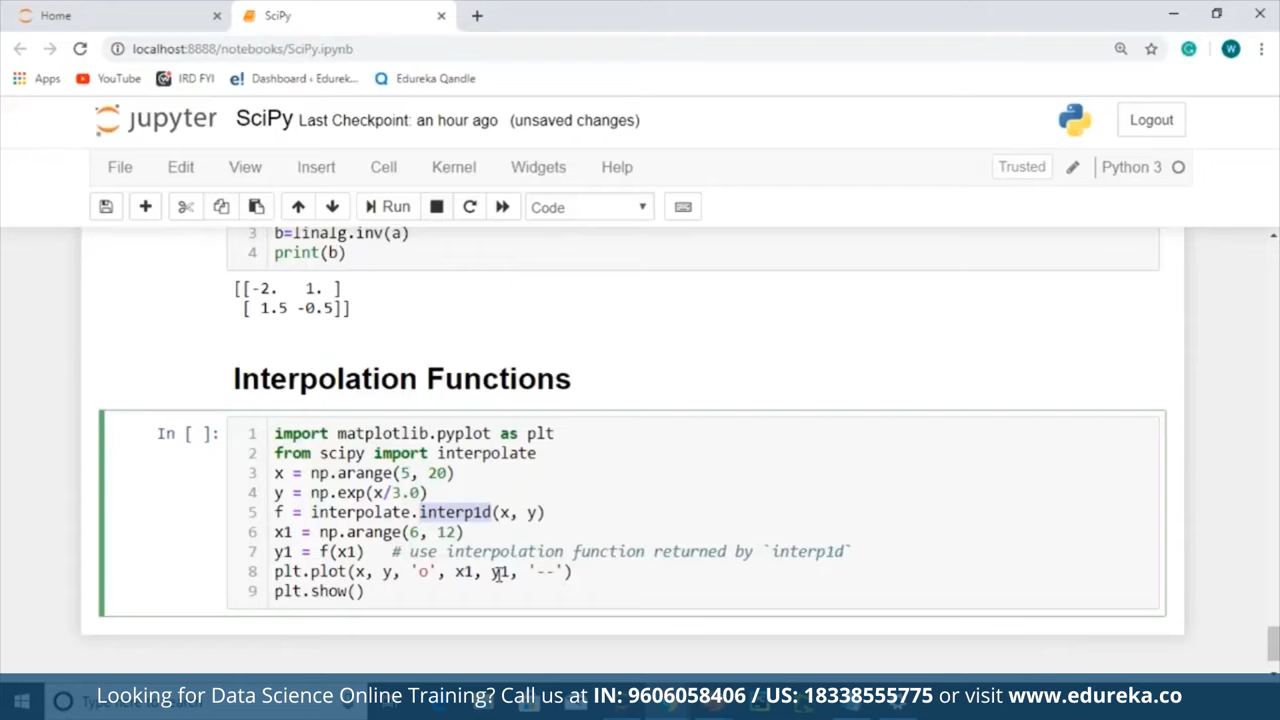 Home
SciPy
localhost:8888/notebooks/SciPy.ipynb
W
Apps
YouTube
IRD FYI
e! Dashboard ‹ Edurek...
Edureka Qandle
jupyter
SciPy Last Checkpoint: an hour ago (unsaved changes)
Logout
File Edit View Insert Cell Kernel Widgets Help
Trusted
Python 3
Run
Code
3 b=linalg.inv(a)
4 print(b)
[[-2. 1. ]
[ 1.5 -0.5]]
Interpolation Functions
In [ ]:
1 import matplotlib.pyplot as plt
2 from scipy import interpolate
3 x = np.arange(5, 20)
4 y = np.exp(x/3.0)
5 f = interpolate.interp1d(x, y)
6 x1 = np.arange(6, 12)
7 y1 = f(x1) # use interpolation function returned by `interp1d`
8 plt.plot(x, y, 'o', x1, y1, '--')
9 plt.show()
Type here to search
Looking for Data Science Online Training? Call us at IN: 9606058406 / US: 18338555775 or visit www.edureka.co